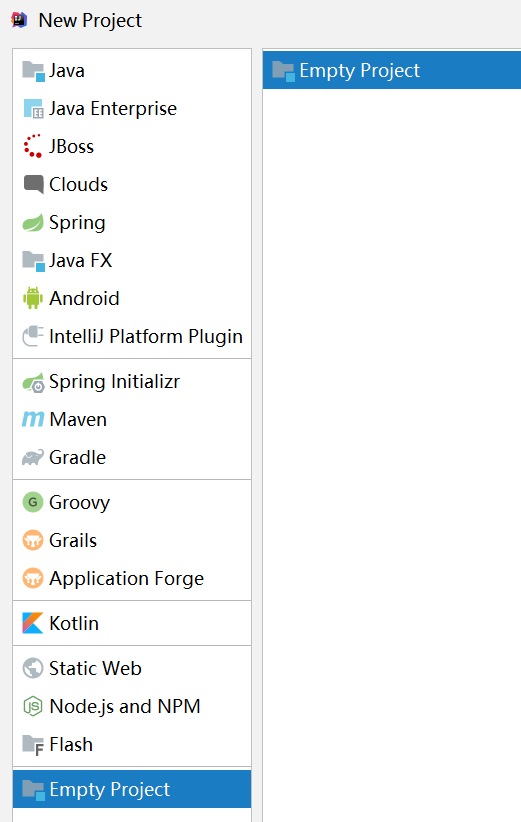 New Project
Java
Java Enterprise
JBoss
Clouds
Spring
Java FX
Android
IntelliJ Platform Plugin
Spring Initializr
Maven
Gradle
Groovy
Grails
Application Forge
Kotlin
Static Web
Node.js and NPM
Flash
Empty Project
Empty Project